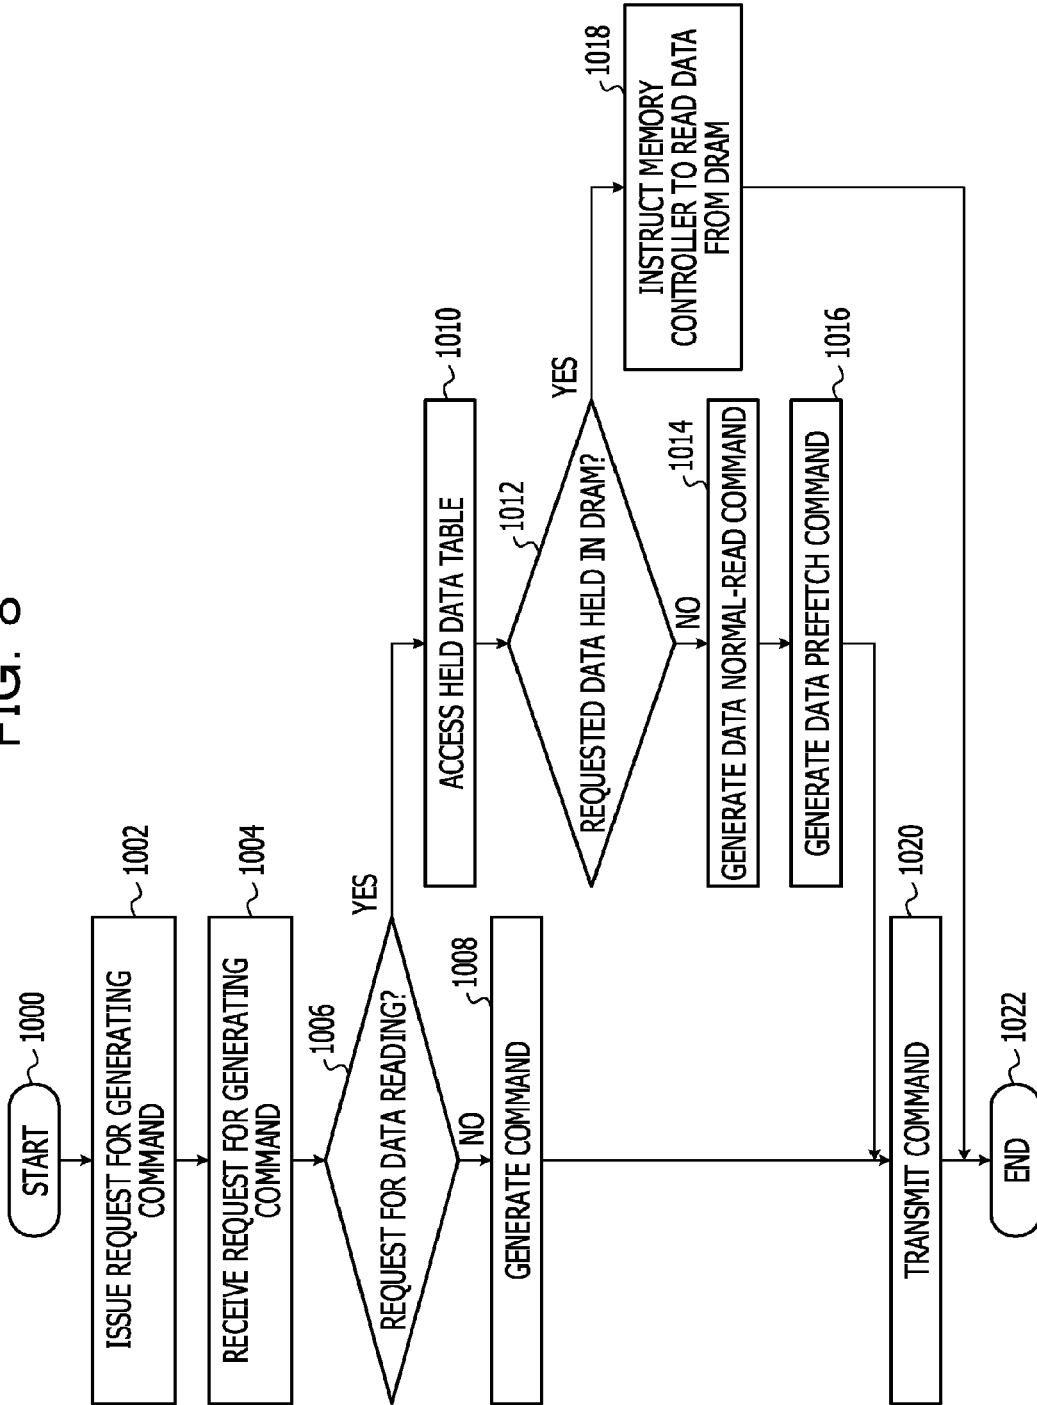 FIG. 8
START
1000
ISSUE REQUEST FOR GENERATING
COMMAND
1002
RECEIVE REQUEST FOR GENERATING
COMMAND
1004
REQUEST FOR DATA READING?
1006
YES
NO
GENERATE COMMAND
1008
ACCESS HELD DATA TABLE
1010
REQUESTED DATA HELD IN DRAM?
1012
YES
NO
GENERATE DATA NORMAL-READ COMMAND
1014
GENERATE DATA PREFETCH COMMAND
1016
INSTRUCT MEMORY
CONTROLLER TO READ DATA
FROM DRAM
1018
TRANSMIT COMMAND
1020
END
1022